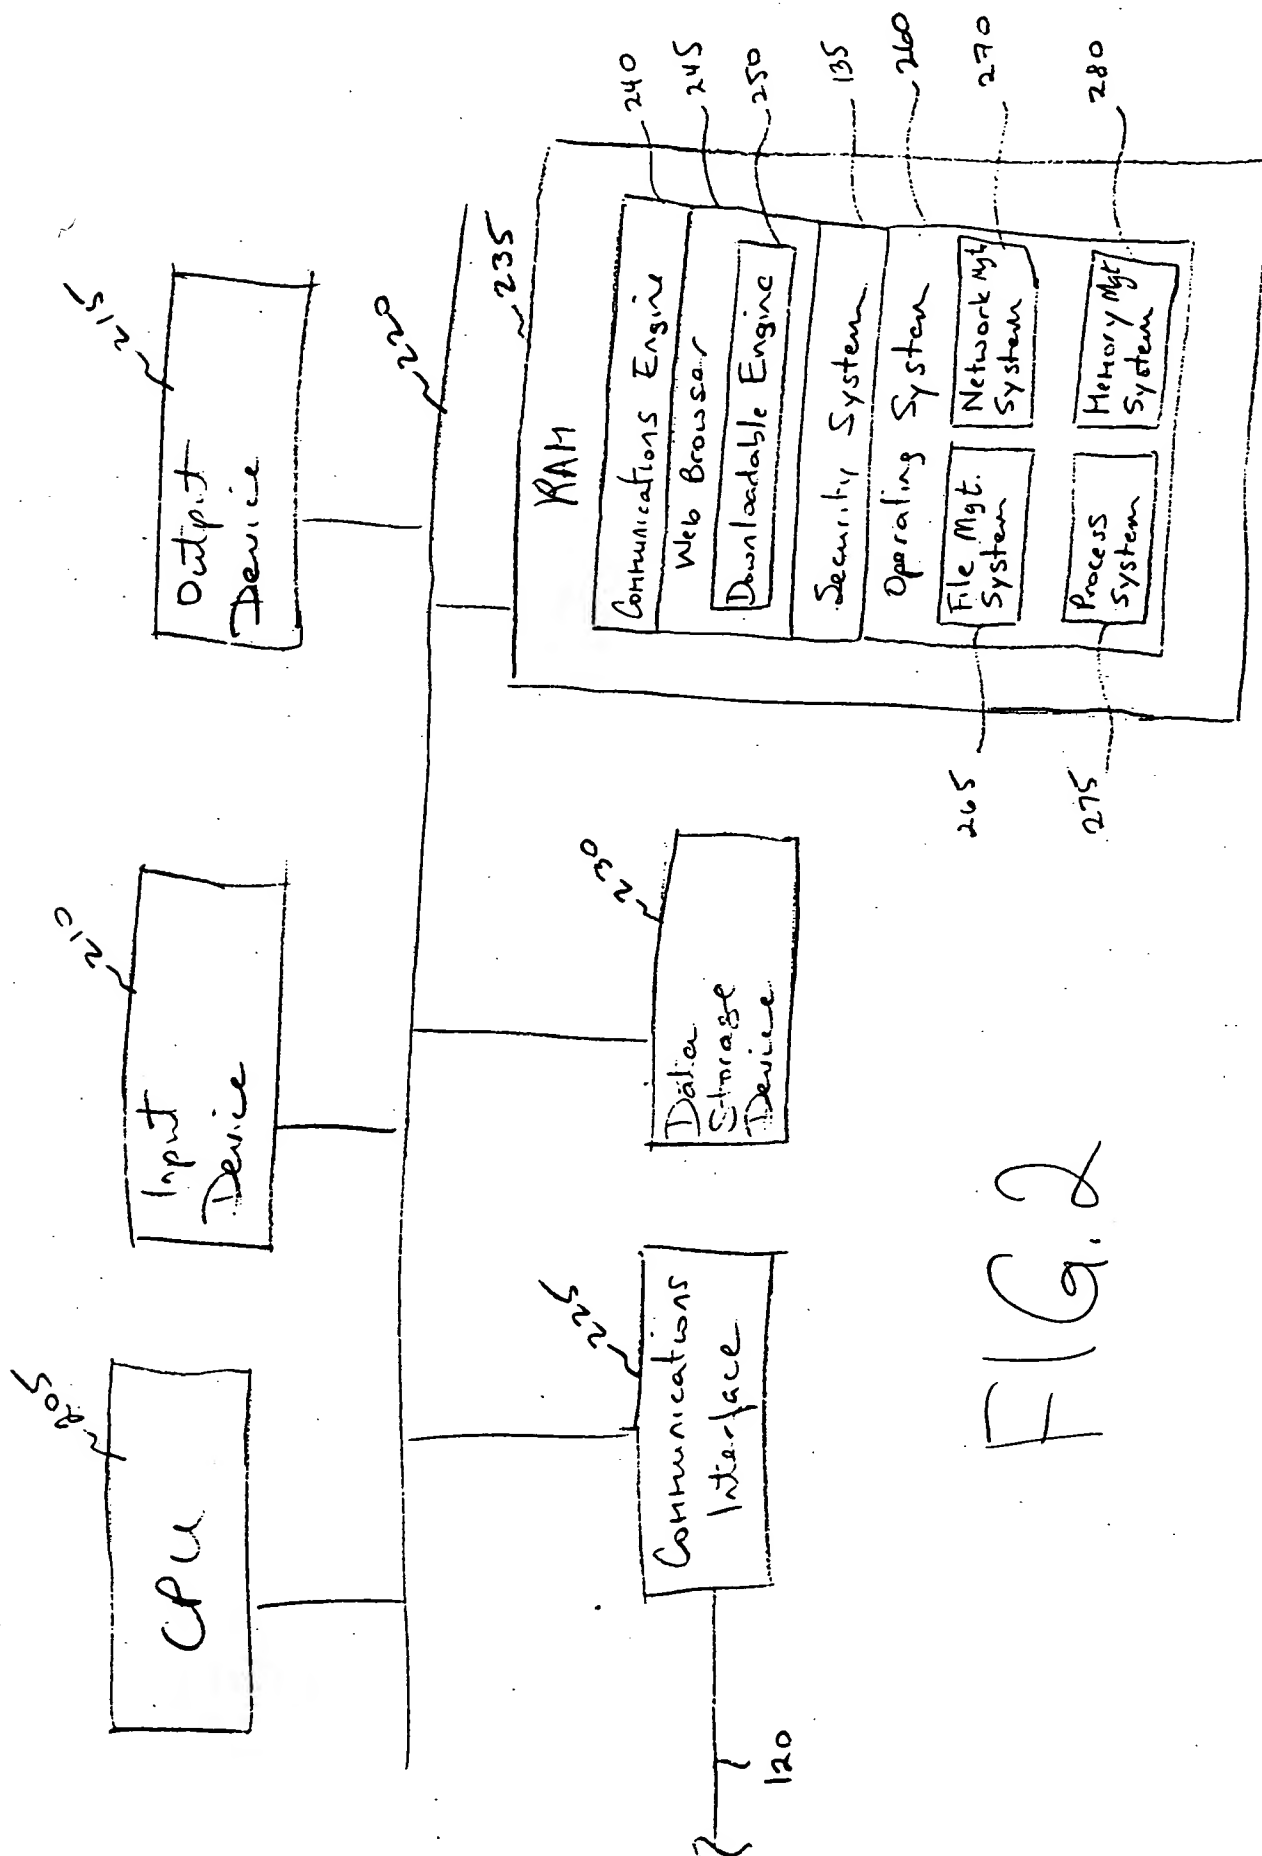 205
CPU
210
Input
Device
215
Output
Device
220
120
225
Communications
Interface
230
Data
Storage
Device
235
RAM
Communications Engine
240
Web Browser
245
Downloadable Engine
250
Security System
135
Operating System
260
File Mgt.
System
265
Network Mgt
System
270
Process
System
275
Memory Mgt
System
280
FIG.2